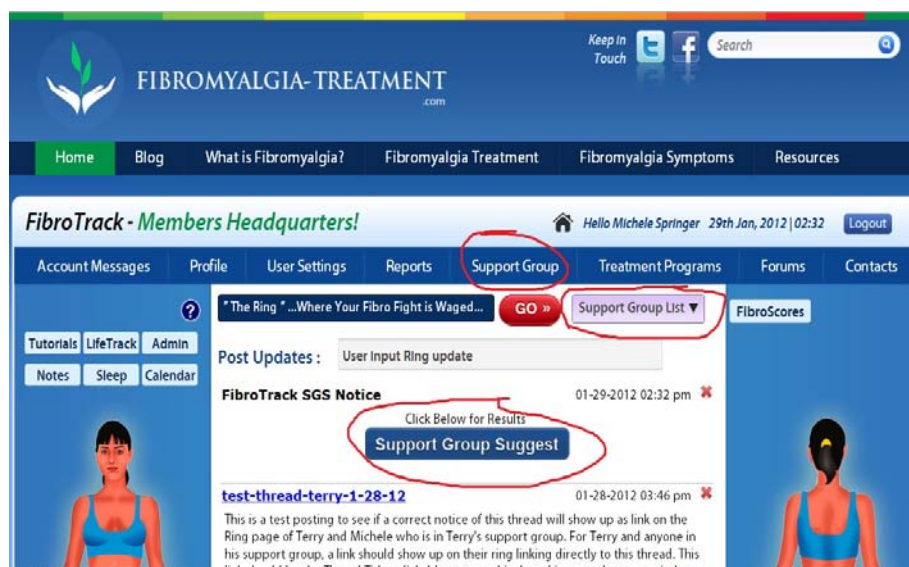 Keep In
Touch
Search
FIBROMYALGIA-TREATMENT
.com
Home Blog What is Fibromyalgia? Fibromyalgia Treatment Fibromyalgia Symptoms Resources
FibroTrack - Members Headquarters!
Hello Michele Springer 29th Jan, 2012 | 02:32 Logout
Account Messages Profile User Settings Reports Support Group Treatment Programs Forums Contacts
?
" The Ring " ...Where Your Fibro Fight is Waged... GO » Support Group List ▼
FibroScores
Tutorials LifeTrack Admin
Notes Sleep Calendar
Post Updates : User Input Ring update
FibroTrack SGS Notice 01-29-2012 02:32 pm
Click Below for Results
Support Group Suggest
test-thread-terry-1-28-12 01-28-2012 03:46 pm
This is a test posting to see if a correct notice of this thread will show up as link on the
Ring page of Terry and Michele who is in Terry's support group. For Terry and anyone in
his support group, a link should show up on their ring linking directly to this thread. This